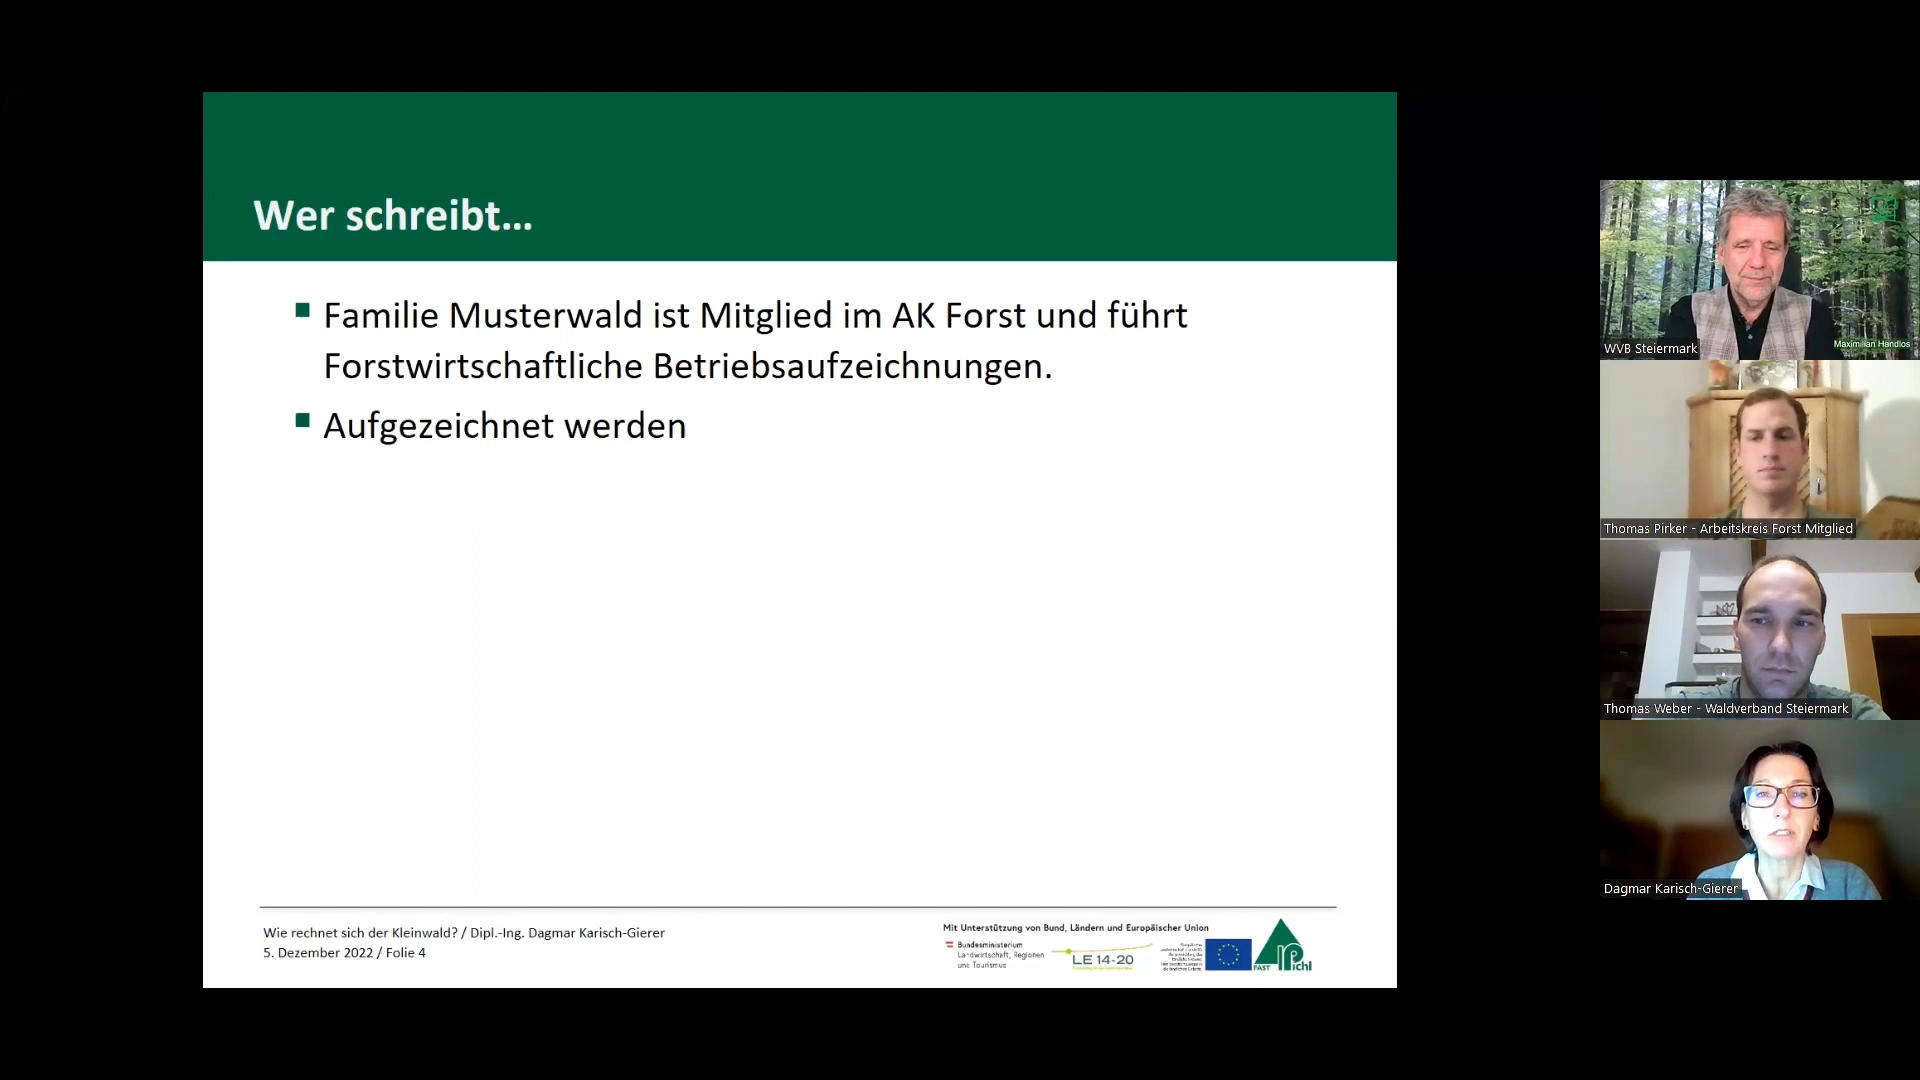 Wer schreibt...
Familie Musterwald ist Mitglied im AK Forst und führt
Forstwirtschaftliche Betriebsaufzeichnungen.
Aufgezeichnet werden
Wie rechnet sich der Kleinwald? / Dipl.-Ing. Dagmar Karisch-Gierer
5. Dezember 2022 / Folie 4
Mit Unterstützung von Bund, Ländern und Europäischer Union
Bundesministerium
Landwirtschaft, Regionen
und Tourismus
LE 14-20
FAST Pichl
Maximilian Handlos
WVB Steiermark
Thomas Pirker - Arbeitskreis Forst Mitglied
Thomas Weber - Waldverband Steiermark
Dagmar Karisch-Gierer